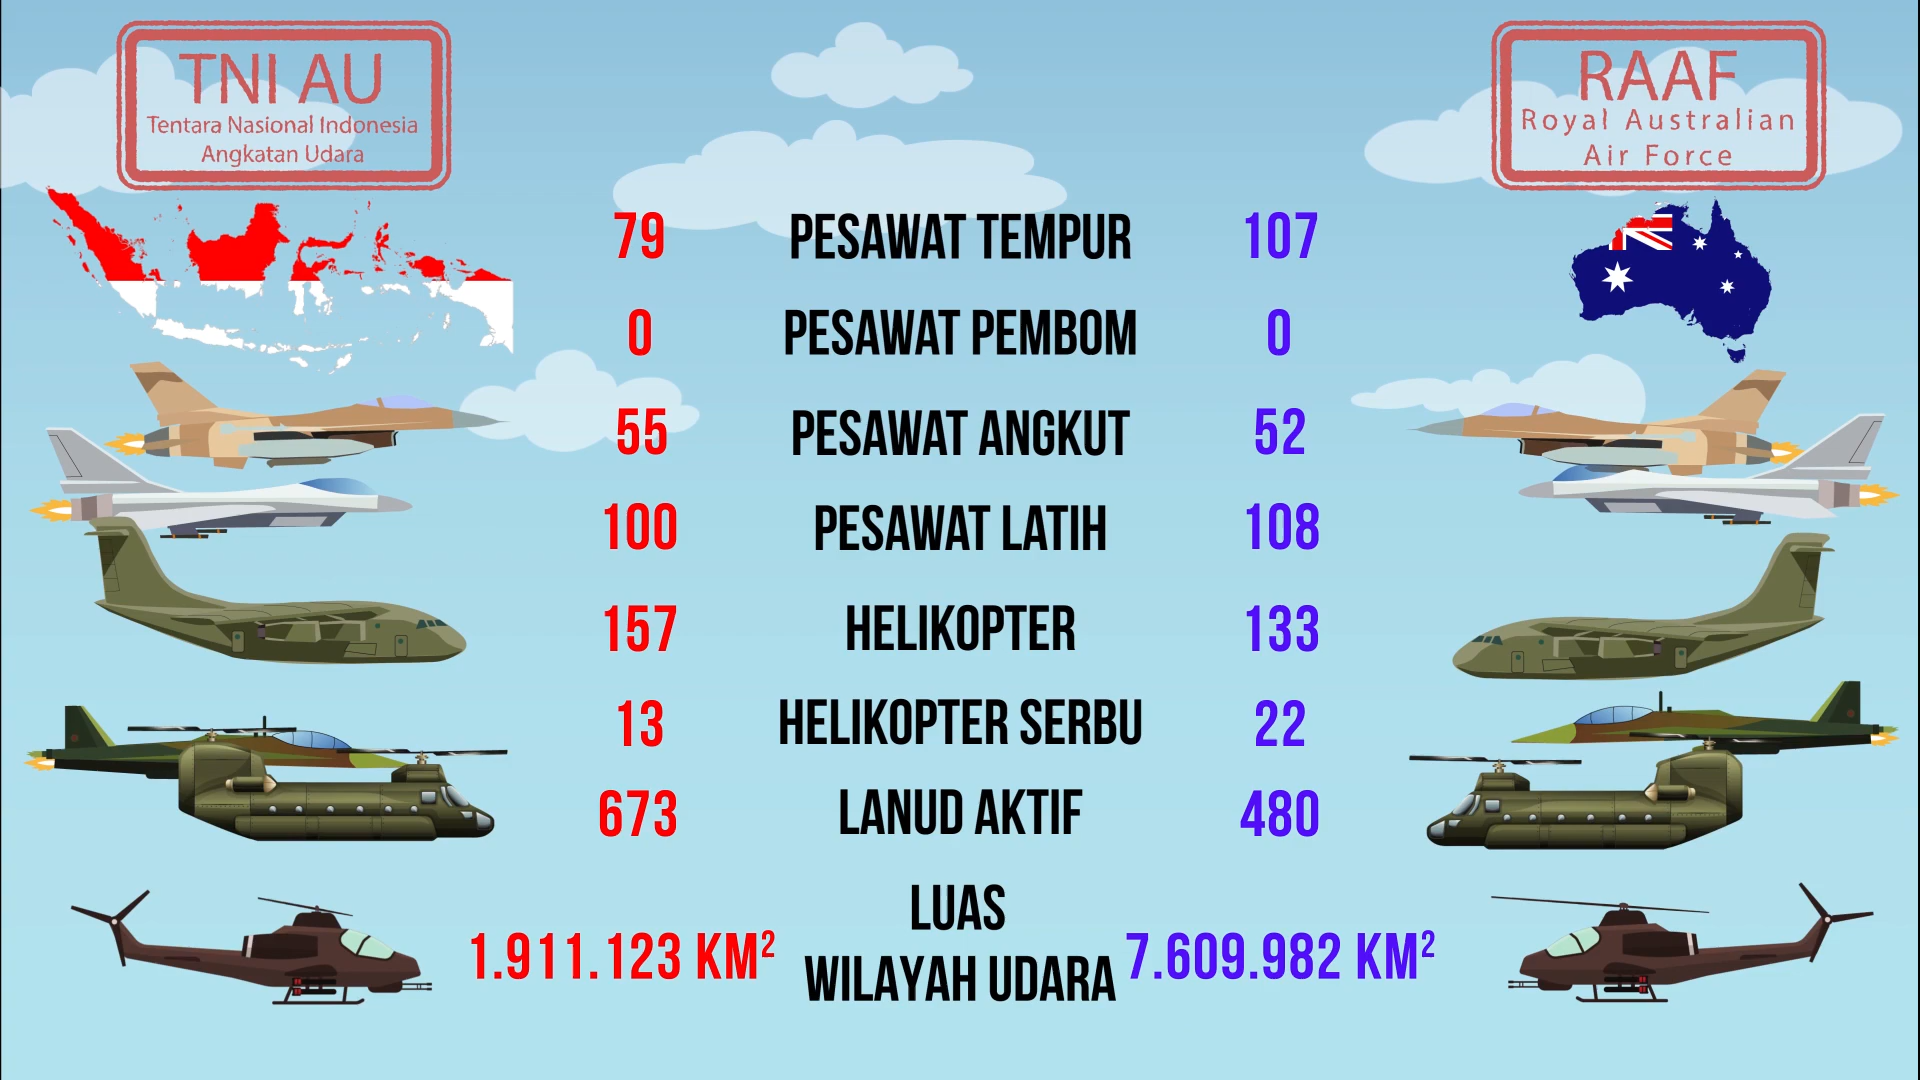 TNI AU
Tentara Nasional Indonesia
Angkatan Udara
RAAF
Royal Australian
Air Force
79 PESAWAT TEMPUR 107
0 PESAWAT PEMBOM 0
55 PESAWAT ANGKUT 52
100 PESAWAT LATIH 108
157 HELIKOPTER 133
13 HELIKOPTER SERBU 22
673 LANUD AKTIF 480
LUAS
1.911.123 KM² WILAYAH UDARA 7.609.982 KM²